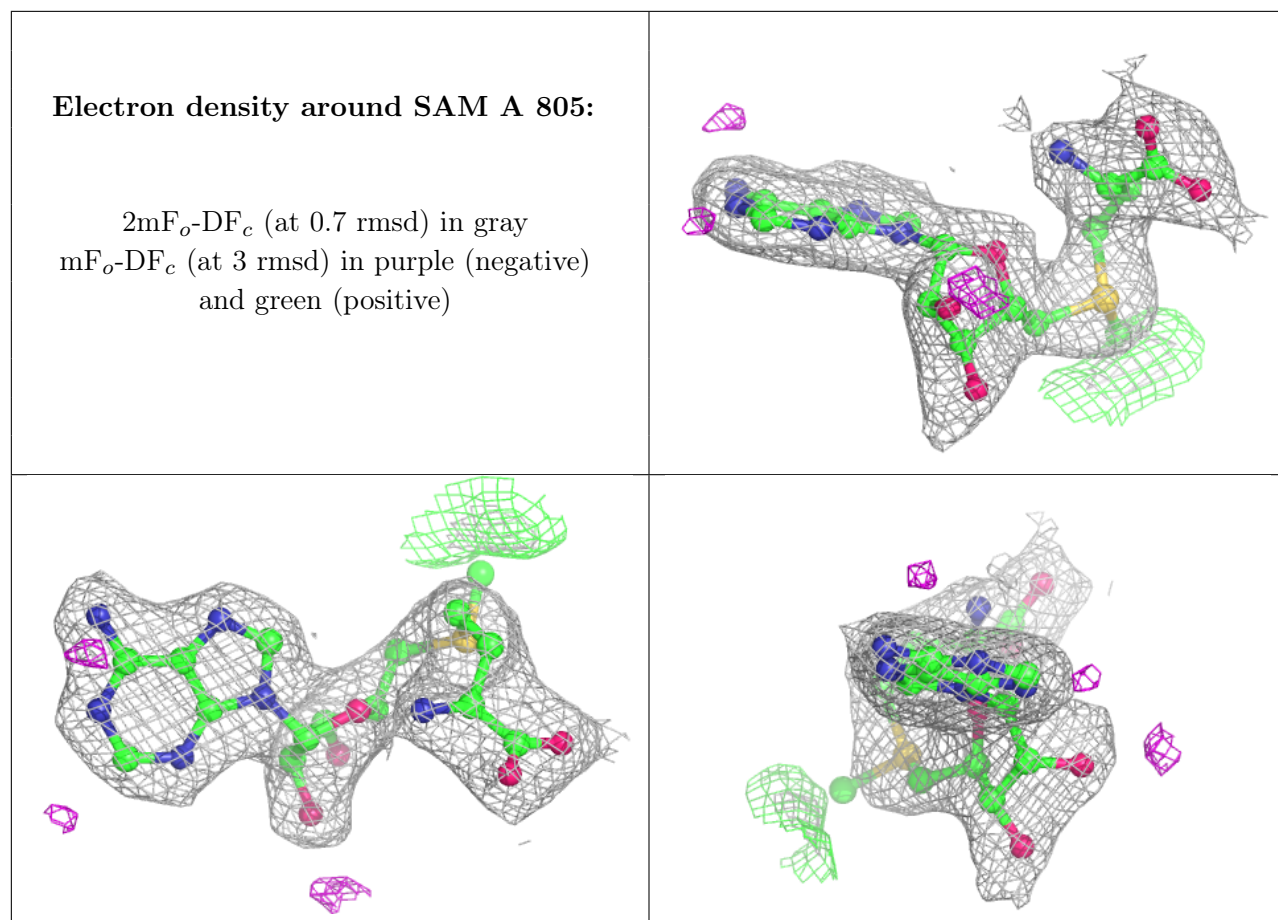 Electron density around SAM A 805:
2mFo-DFc (at 0.7 rmsd) in gray
mFo-DFc (at 3 rmsd) in purple (negative)
and green (positive)